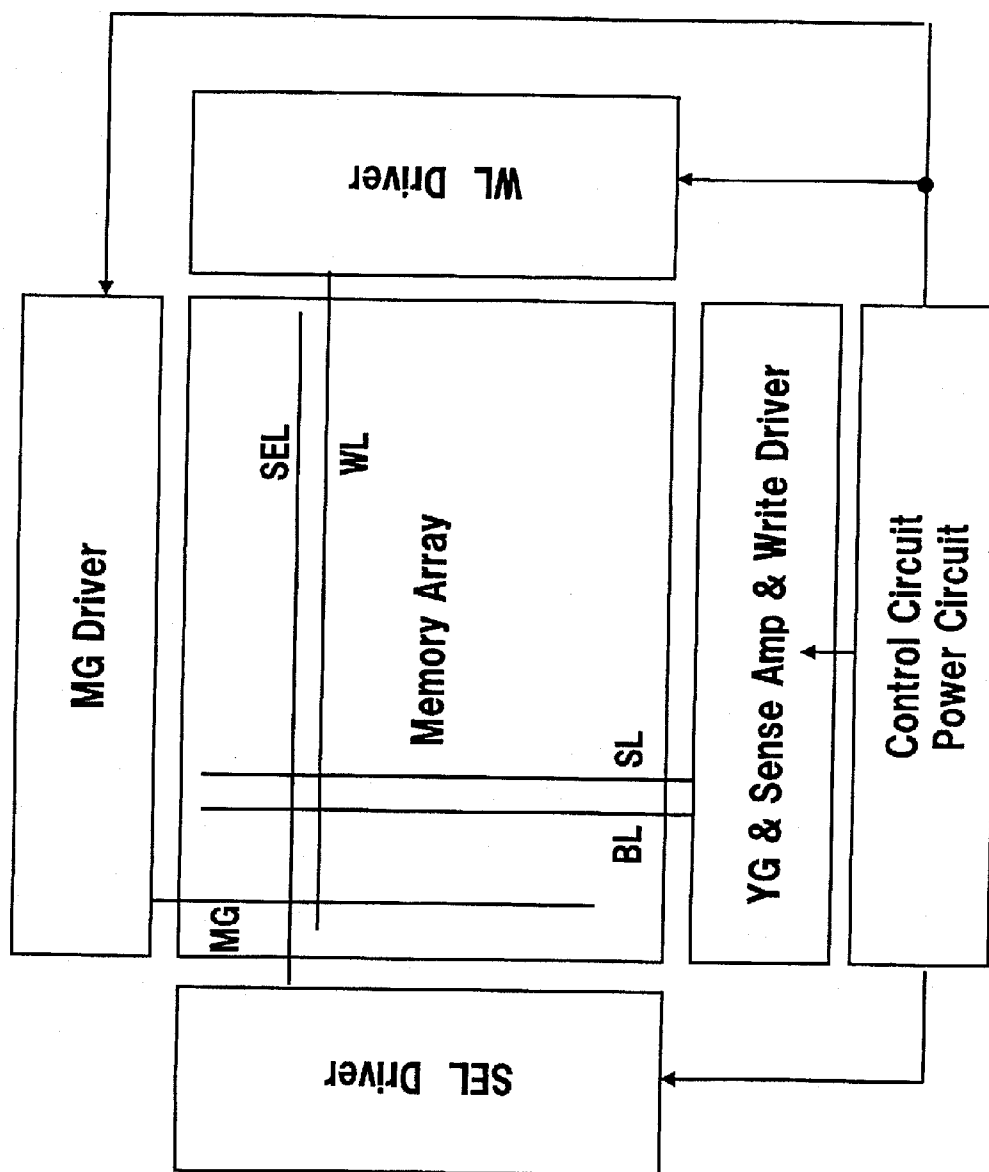 WL Driver
MG Driver
SEL
WL
Memory Array
SL
BL
MG
YG & Sense Amp & Write Driver
Control Circuit
Power Circuit
SEL Driver